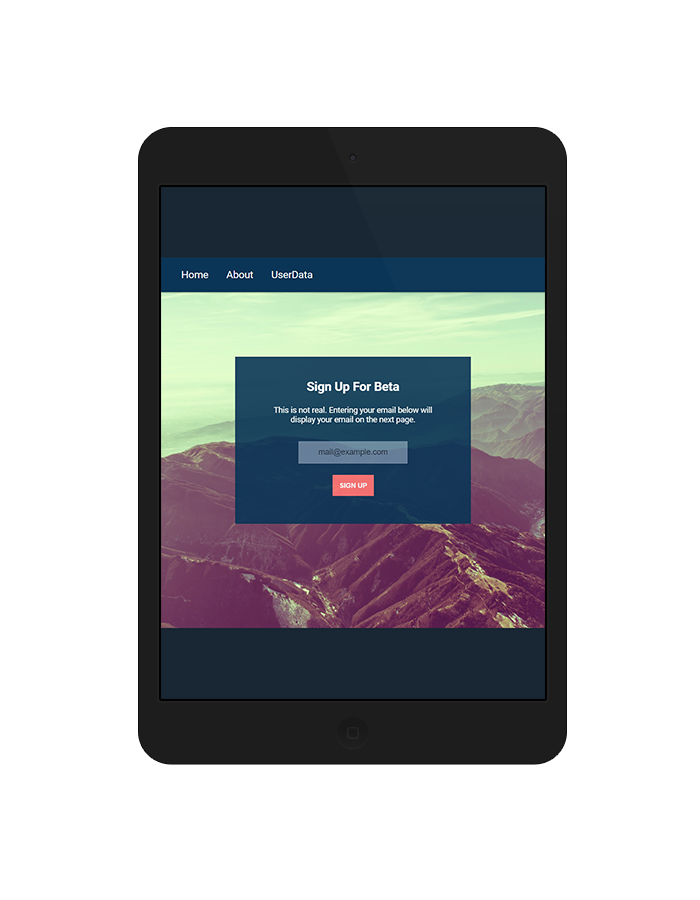 Home About UserData
Sign Up For Beta
This is not real. Entering your email below will
display your email on the next page.
mail@example.com
SIGN UP